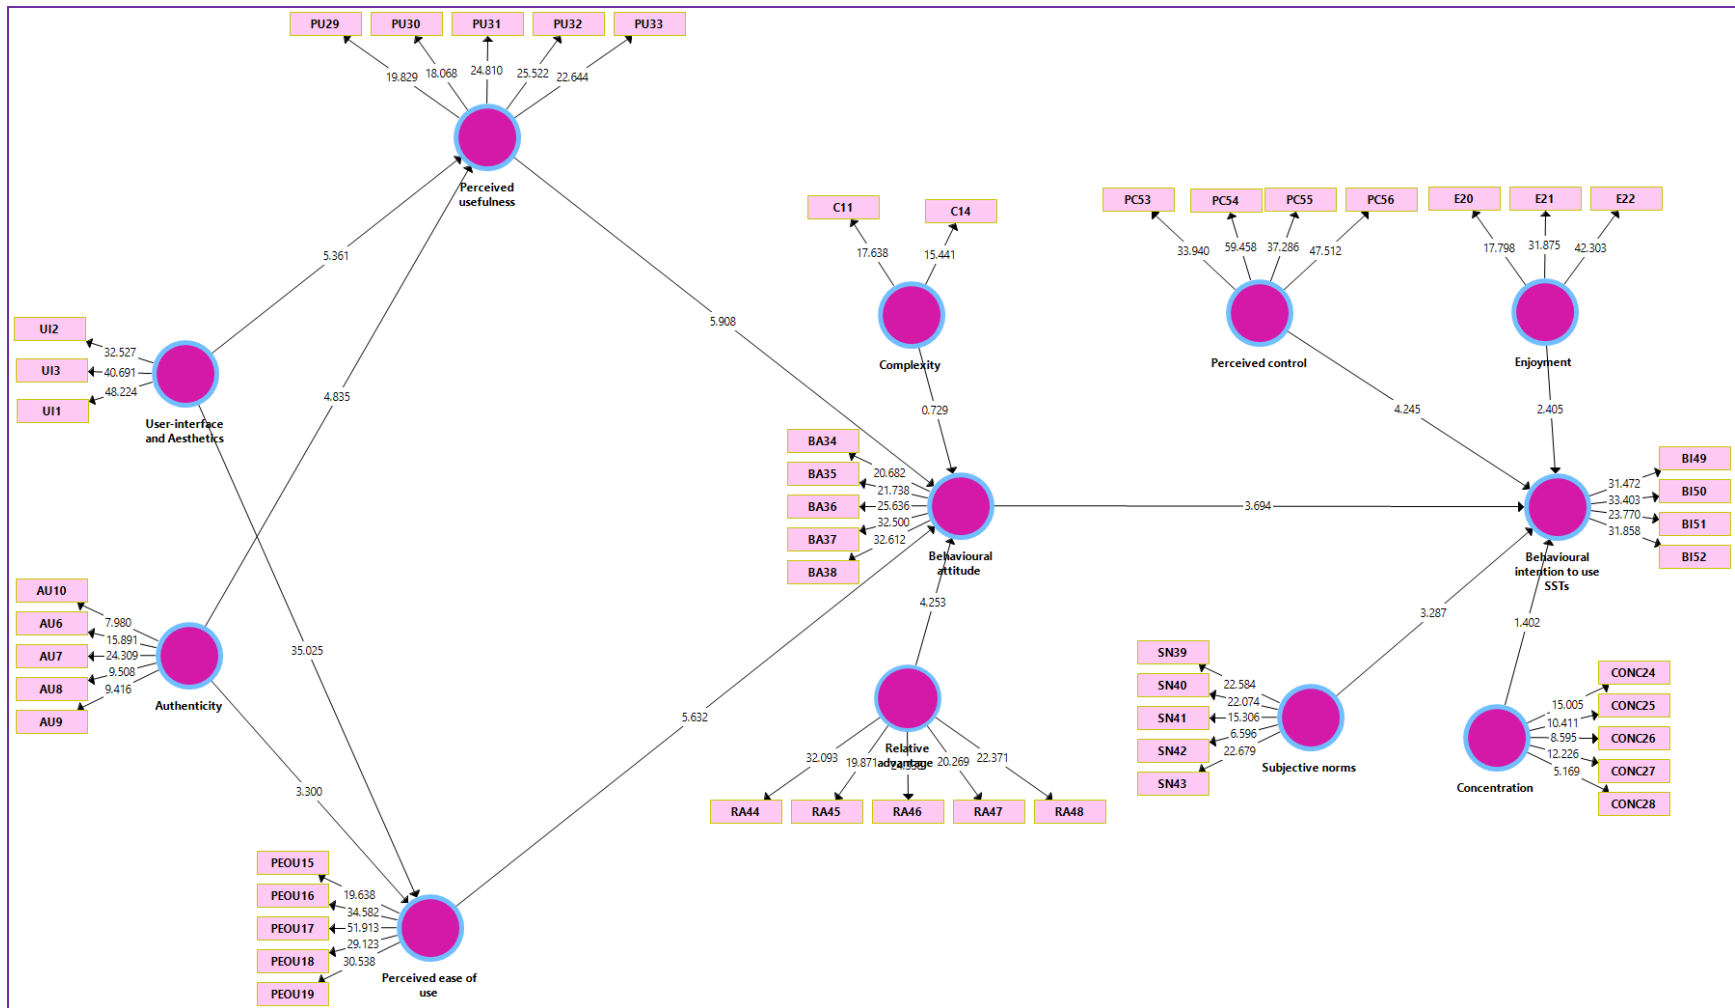 PU29 PU30 PU31 PU32 PU33
19.829 18.068 24.810 25.522 22.644
Perceived
usefulness
C11 C14
17.638 15.441
Complexity
PC53 PC54 PC55 PC56
33.940 59.458 37.286 47.512
Perceived control
E20 E21 E22
17.798 31.875 42.303
Enjoyment
5.361
4.835
5.908
0.729
4.245
2.405
UI2
UI3
UI1
32.527
40.691
48.224
User-interface
and Aesthetics
BA34
BA35
BA36
BA37
BA38
20.682
21.738
25.636
32.500
32.612
Behavioural
attitude
3.694
BI49
BI50
BI51
BI52
31.472
33.403
23.770
31.858
Behavioural
intention to use
SSTs
AU10
AU6
AU7
AU8
AU9
7.980
15.891
24.309
9.508
9.416
Authenticity
35.025
3.300
5.632
4.253
3.287
1.402
Relative
advantage
32.093 19.871 20.269 22.371
RA44 RA45 RA46 RA47 RA48
SN39
SN40
SN41
SN42
SN43
22.584
22.074
15.306
6.596
22.679
Subjective norms
CONC24
CONC25
CONC26
CONC27
CONC28
15.005
10.411
8.595
12.226
5.169
Concentration
PEOU15
PEOU16
PEOU17
PEOU18
PEOU19
19.638
34.582
51.913
29.123
30.538
Perceived ease of
use